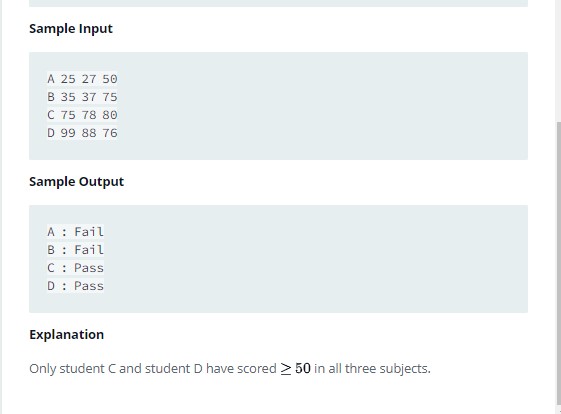 Sample Input
A 25 27 50
B 35 37 75
C 75 78 80
D 99 88 76
Sample Output
A : Fail
B : Fail
C : Pass
D : Pass
Explanation
Only student C and student D have scored ≥ 50 in all three subjects.